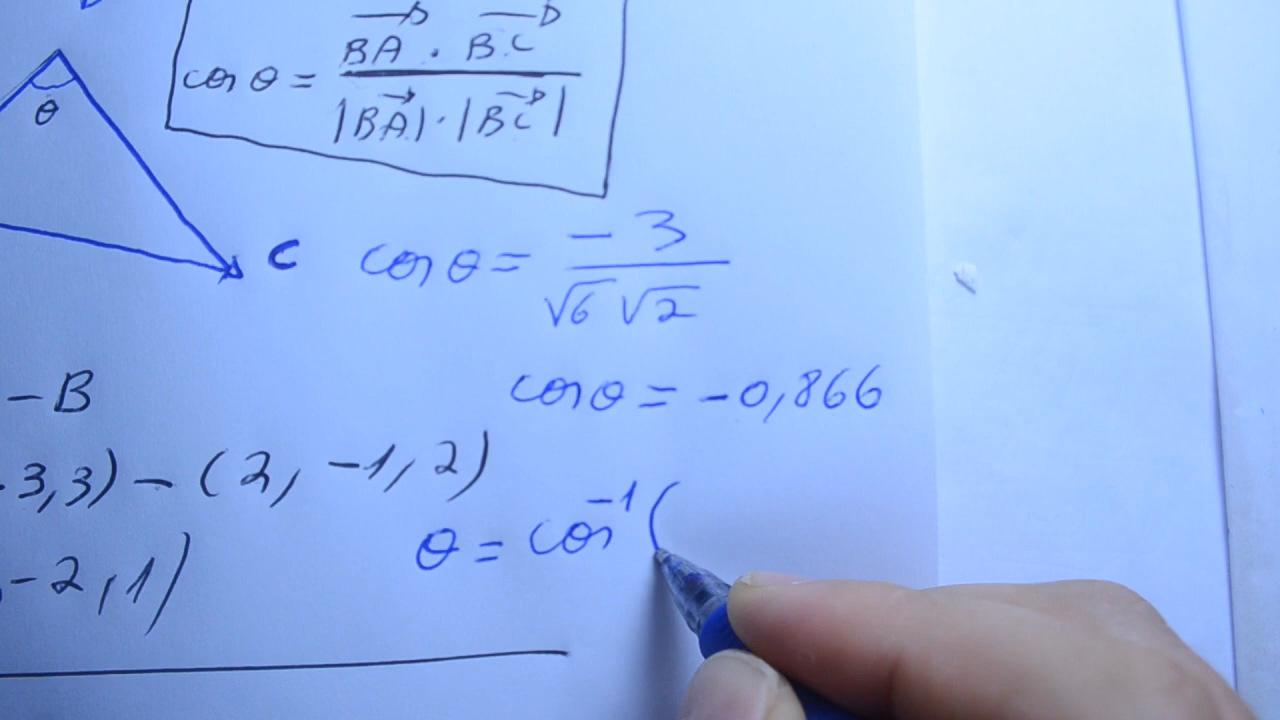 cos θ = BA · BC / |BA| · |BC|
θ
C
cos θ = -3 / √6 √2
cos θ = -0,866
-B
3,3) - (2, -1, 2)
θ = cos⁻¹ (
-2, 1)